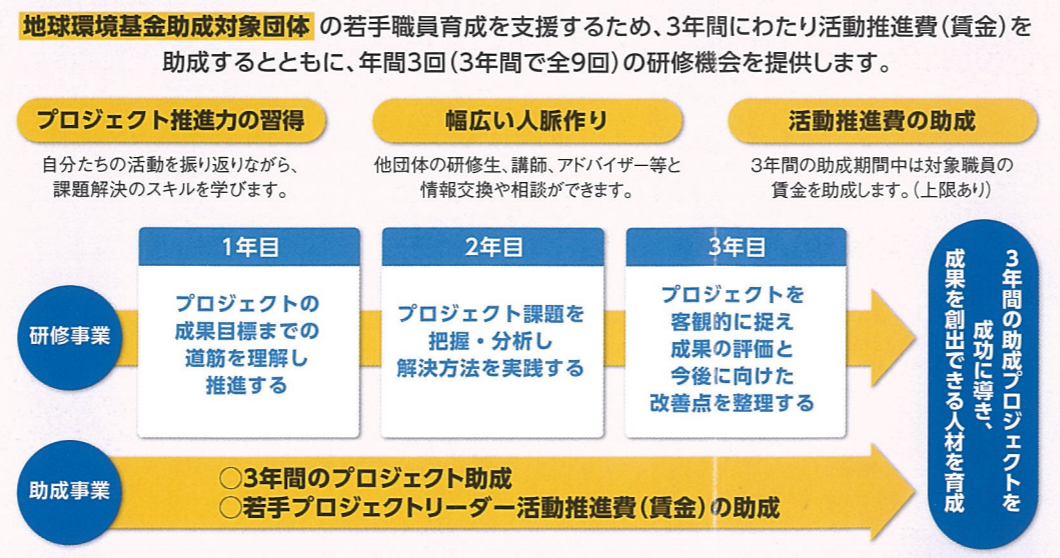 地球環境基金助成対象団体 の若手職員育成を支援するため、3年間にわたり活動推進費（賃金）を
助成するとともに、年間3回（3年間で全9回）の研修機会を提供します。
プロジェクト推進力の習得
自分たちの活動を振り返りながら、
課題解決のスキルを学びます。
幅広い人脈作り
他団体の研修生、講師、アドバイザー等と
情報交換や相談ができます。
活動推進費の助成
3年間の助成期間中は対象職員の
賃金を助成します。（上限あり）
研修事業
1年目
プロジェクトの
成果目標までの
道筋を理解し
推進する
2年目
プロジェクト課題を
把握・分析し
解決方法を実践する
3年目
プロジェクトを
客観的に捉え
成果の評価と
今後に向けた
改善点を整理する
助成事業
○3年間のプロジェクト助成
○若手プロジェクトリーダー活動推進費（賃金）の助成
3年間の助成プロジェクトを
成功に導き、
成果を創出できる人材を育成